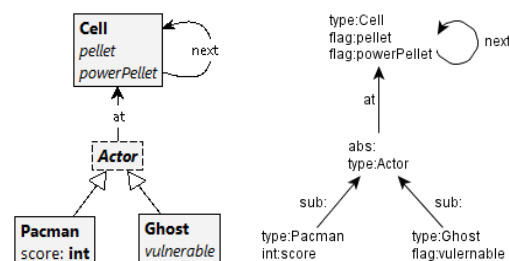 Cell
pellet
powerPellet
next
at
Actor
Pacman
score: int
Ghost
vulnerable
type:Cell
flag:pellet
flag:powerPellet
next
at
abs:
type:Actor
sub:
sub:
type:Pacman
int:score
type:Ghost
flag:vulernable